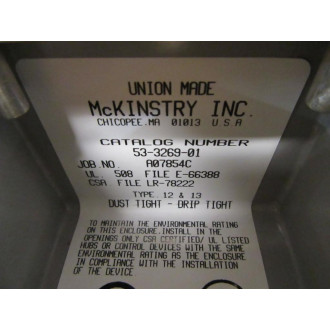 UNION MADE
McKINSTRY INC.
CHICOPEE, MA 01013 U.S.A
CATALOG NUMBER
53-3269-01
JOB NO. A07854C
UL 508 FILE E-66388
CSA FILE LR-78222
TYPE 12 & 13
DUST TIGHT - DRIP TIGHT
TO MAINTAIN THE ENVIRONMENTAL RATING
ON THIS ENCLOSURE.INSTALL IN THE
OPENINGS ONLY CSA CERTIFIED/ UL LISTED
HUBS OR CONTROL DEVICES WITH THE SAME
ENVIRONMENTAL RATING AS THE ENCLOSURE
IN COMPLIANCE WITH THE INSTALLATION
OF THE DEVICE